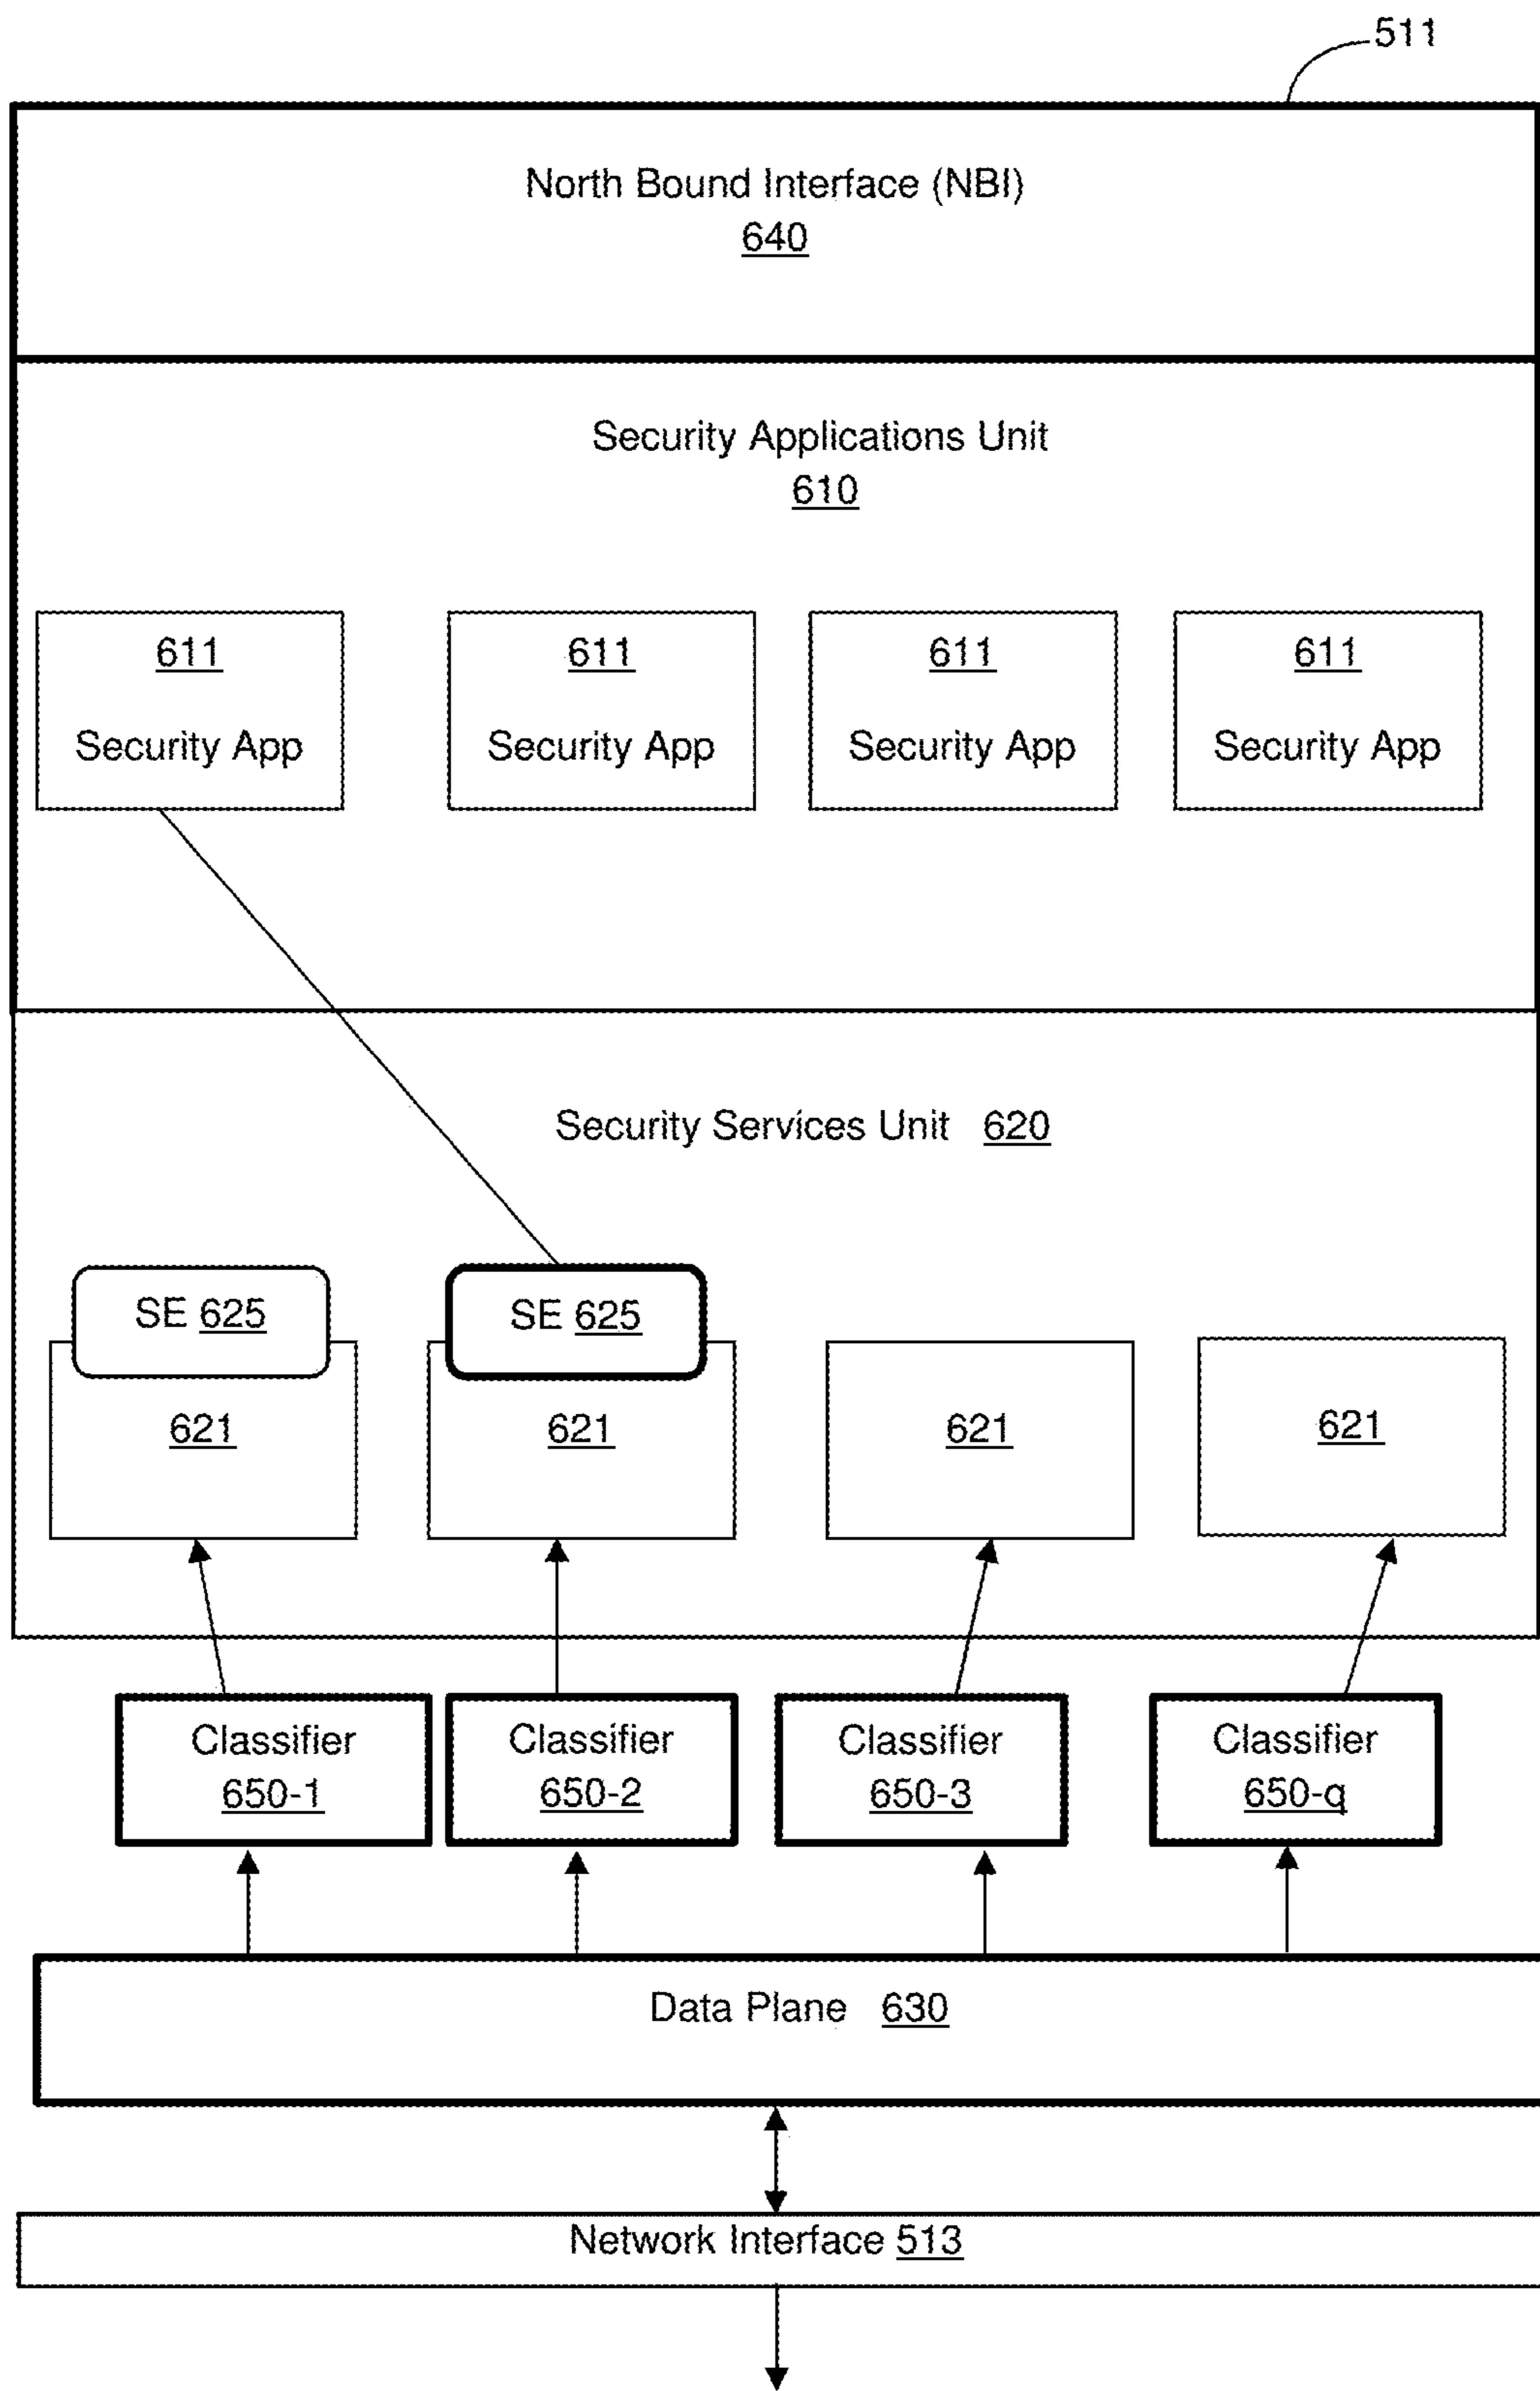 511
North Bound Interface (NBI)
640
Security Applications Unit
610
611
Security App
611
Security App
611
Security App
611
Security App
Security Services Unit 620
SE 625
SE 625
621
621
621
621
Classifier
650-1
Classifier
650-2
Classifier
650-3
Classifier
650-q
Data Plane 630
Network Interface 513